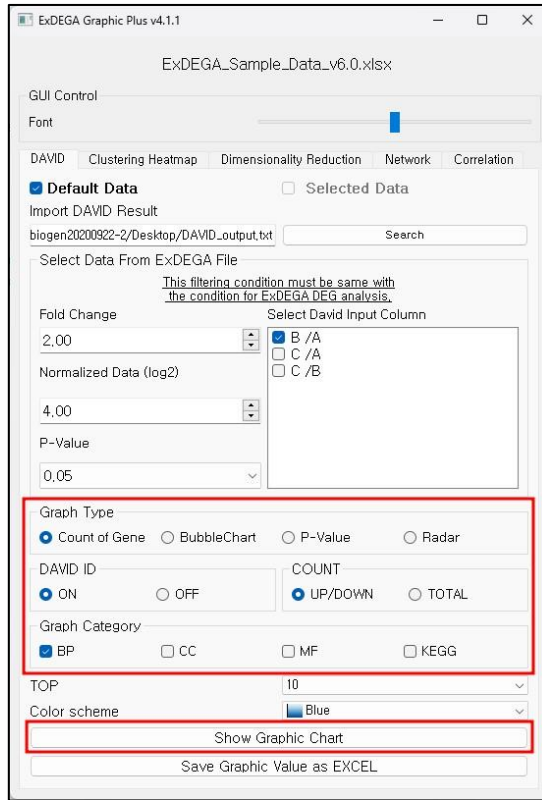 ExDEGA Graphic Plus v4.1.1
ExDEGA_Sample_Data_v6.0.xlsx
GUI Control
Font
DAVID Clustering Heatmap Dimensionality Reduction Network Correlation
Default Data Selected Data
Import DAVID Result
biogen20200922-2/Desktop/DAVID_output.txt Search
Select Data From ExDEGA File
This filtering condition must be same with
the condition for ExDEGA DEG analysis.
Fold Change Select David Input Column
2.00 B /A
C /A
Normalized Data (log2) C /B
4.00
P-Value
0.05
Graph Type
Count of Gene BubbleChart P-Value Radar
DAVID ID COUNT
ON OFF UP/DOWN TOTAL
Graph Category
BP CC MF KEGG
TOP 10
Color scheme Blue
Show Graphic Chart
Save Graphic Value as EXCEL